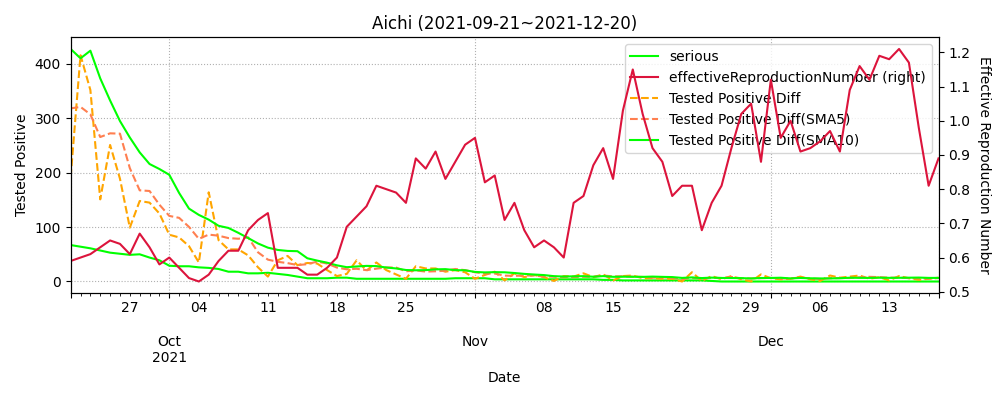 Aichi (2021-09-21~2021-12-20)
Tested Positive
400
300
200
100
0
serious
effectiveReproductionNumber (right)
Tested Positive Diff
Tested Positive Diff(SMA5)
Tested Positive Diff(SMA10)
1.2
1.1
1.0
0.9
0.8
0.7
0.6
0.5
Effective Reproduction Number
27 04 11 18 25 08 15 22 29 06 13
Oct Nov Dec
2021
Date